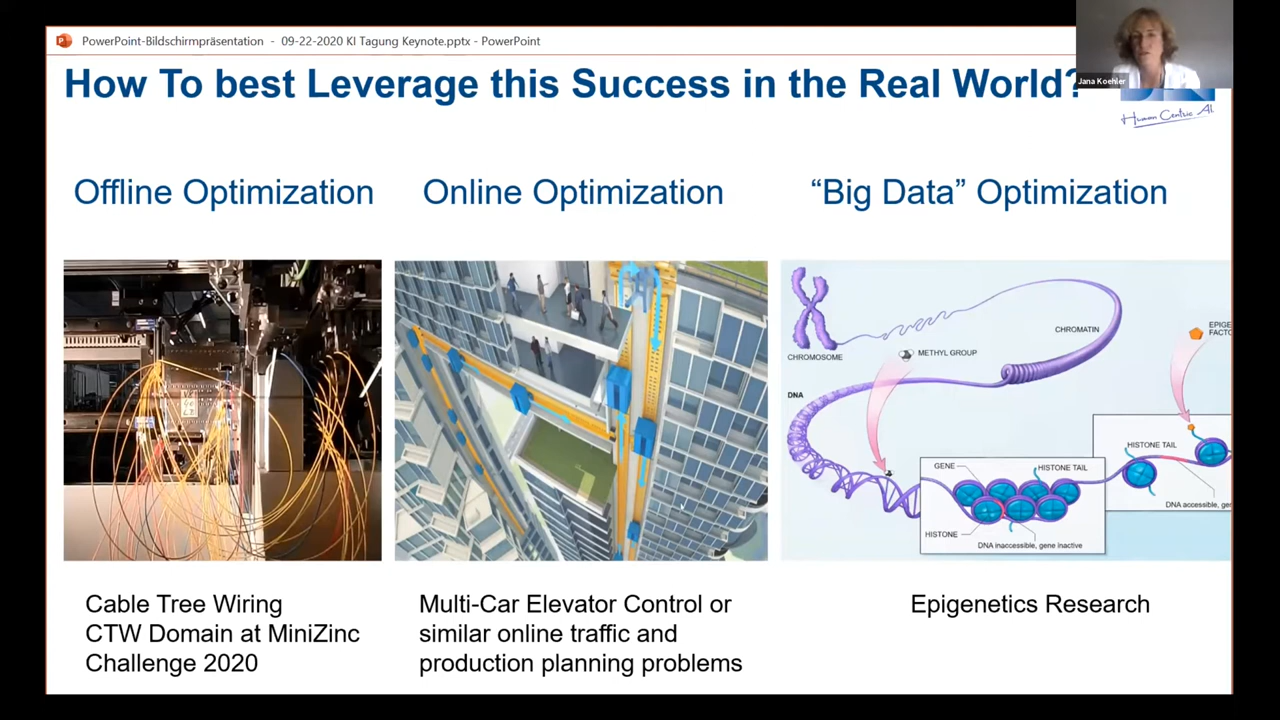 PowerPoint-Bildschirmpräsentation - 09-22-2020 KI Tagung Keynote.pptx - PowerPoint
Jana Koehler
How To best Leverage this Success in the Real World?
Human Centric AI.
Offline Optimization
Online Optimization
“Big Data” Optimization
CHROMOSOME
METHYL GROUP
CHROMATIN
DNA
GENE
HISTONE TAIL
HISTONE
DNA inaccessible, gene inactive
HISTONE TAIL
DNA accessible,
Cable Tree Wiring
CTW Domain at MiniZinc
Challenge 2020
Multi-Car Elevator Control or
similar online traffic and
production planning problems
Epigenetics Research